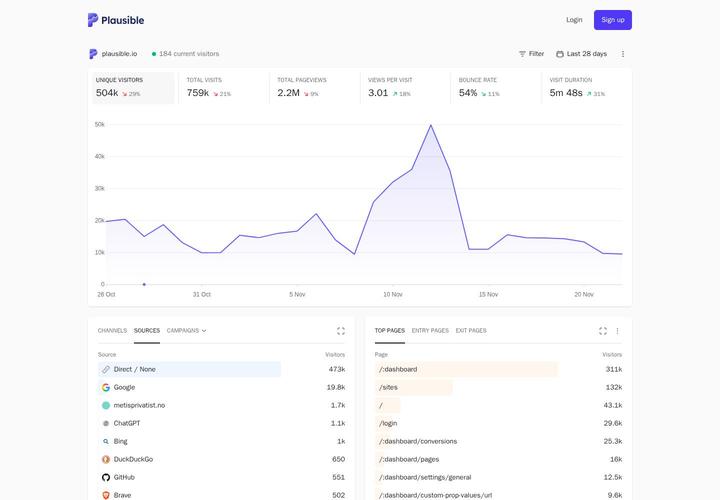 Plausible
Login
Sign up
plausible.io
184 current visitors
Filter
Last 28 days
UNIQUE VISITORS
504k 29%
TOTAL VISITS
759k 21%
TOTAL PAGEVIEWS
2.2M 9%
VIEWS PER VISIT
3.01 18%
BOUNCE RATE
54% 11%
VISIT DURATION
5m 48s 31%
50k
40k
30k
20k
10k
0
26 Oct
31 Oct
5 Nov
10 Nov
15 Nov
20 Nov
CHANNELS SOURCES CAMPAIGNS
Source Visitors
Direct / None 473k
Google 19.8k
metisprivatist.no 1.7k
ChatGPT 1.1k
Bing 1k
DuckDuckGo 650
GitHub 551
Brave 502
TOP PAGES ENTRY PAGES EXIT PAGES
Page Visitors
/:dashboard 311k
/sites 132k
/ 43.1k
/login 29.6k
/:dashboard/conversions 25.3k
/:dashboard/pages 16k
/:dashboard/settings/general 12.5k
/:dashboard/custom-prop-values/url 9.6k